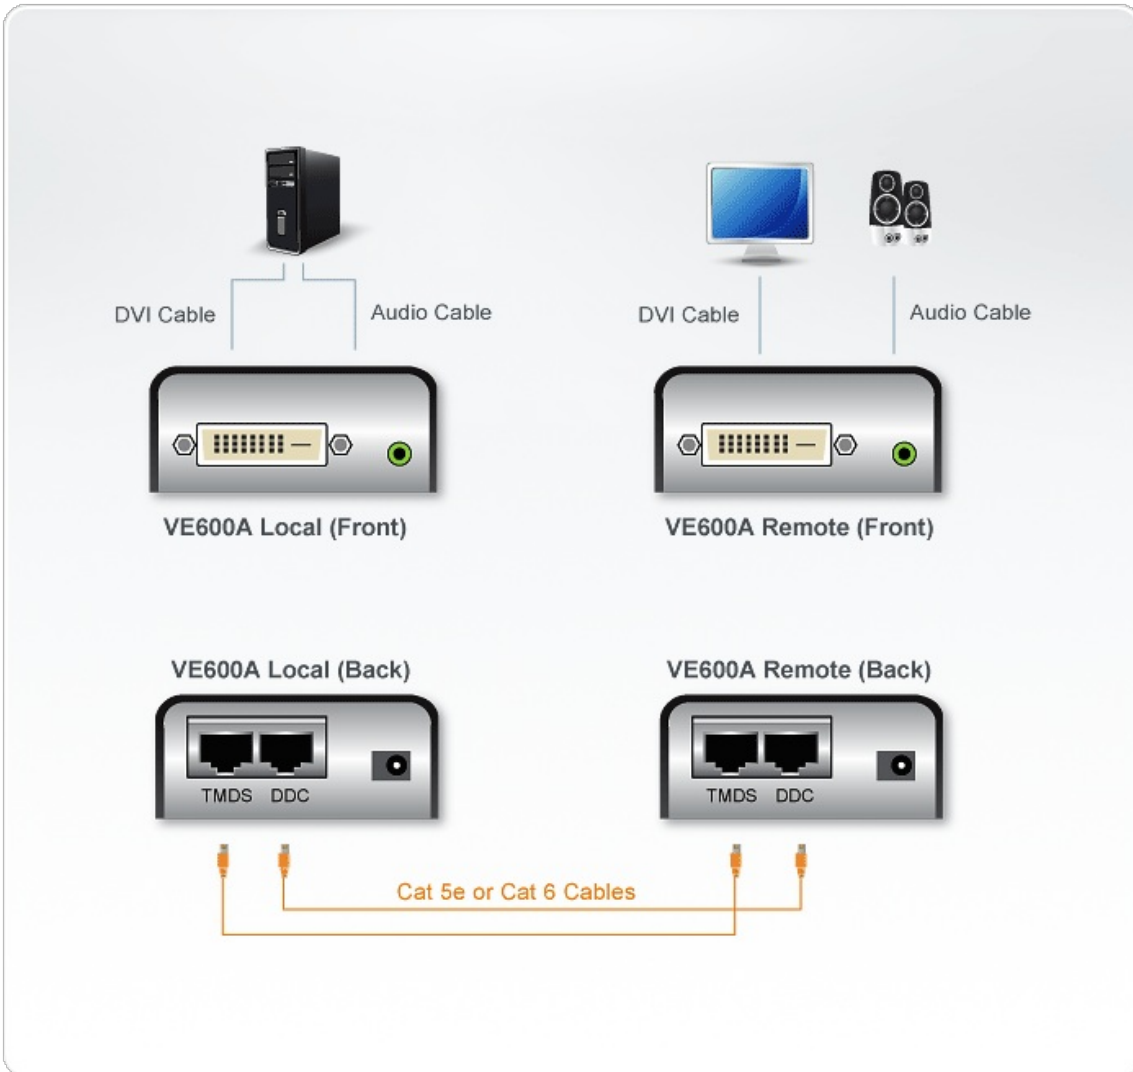 DVI Cable
Audio Cable
DVI Cable
Audio Cable
VE600A Local (Front)
VE600A Remote (Front)
VE600A Local (Back)
VE600A Remote (Back)
TMDS DDC
TMDS DDC
Cat 5e or Cat 6 Cables